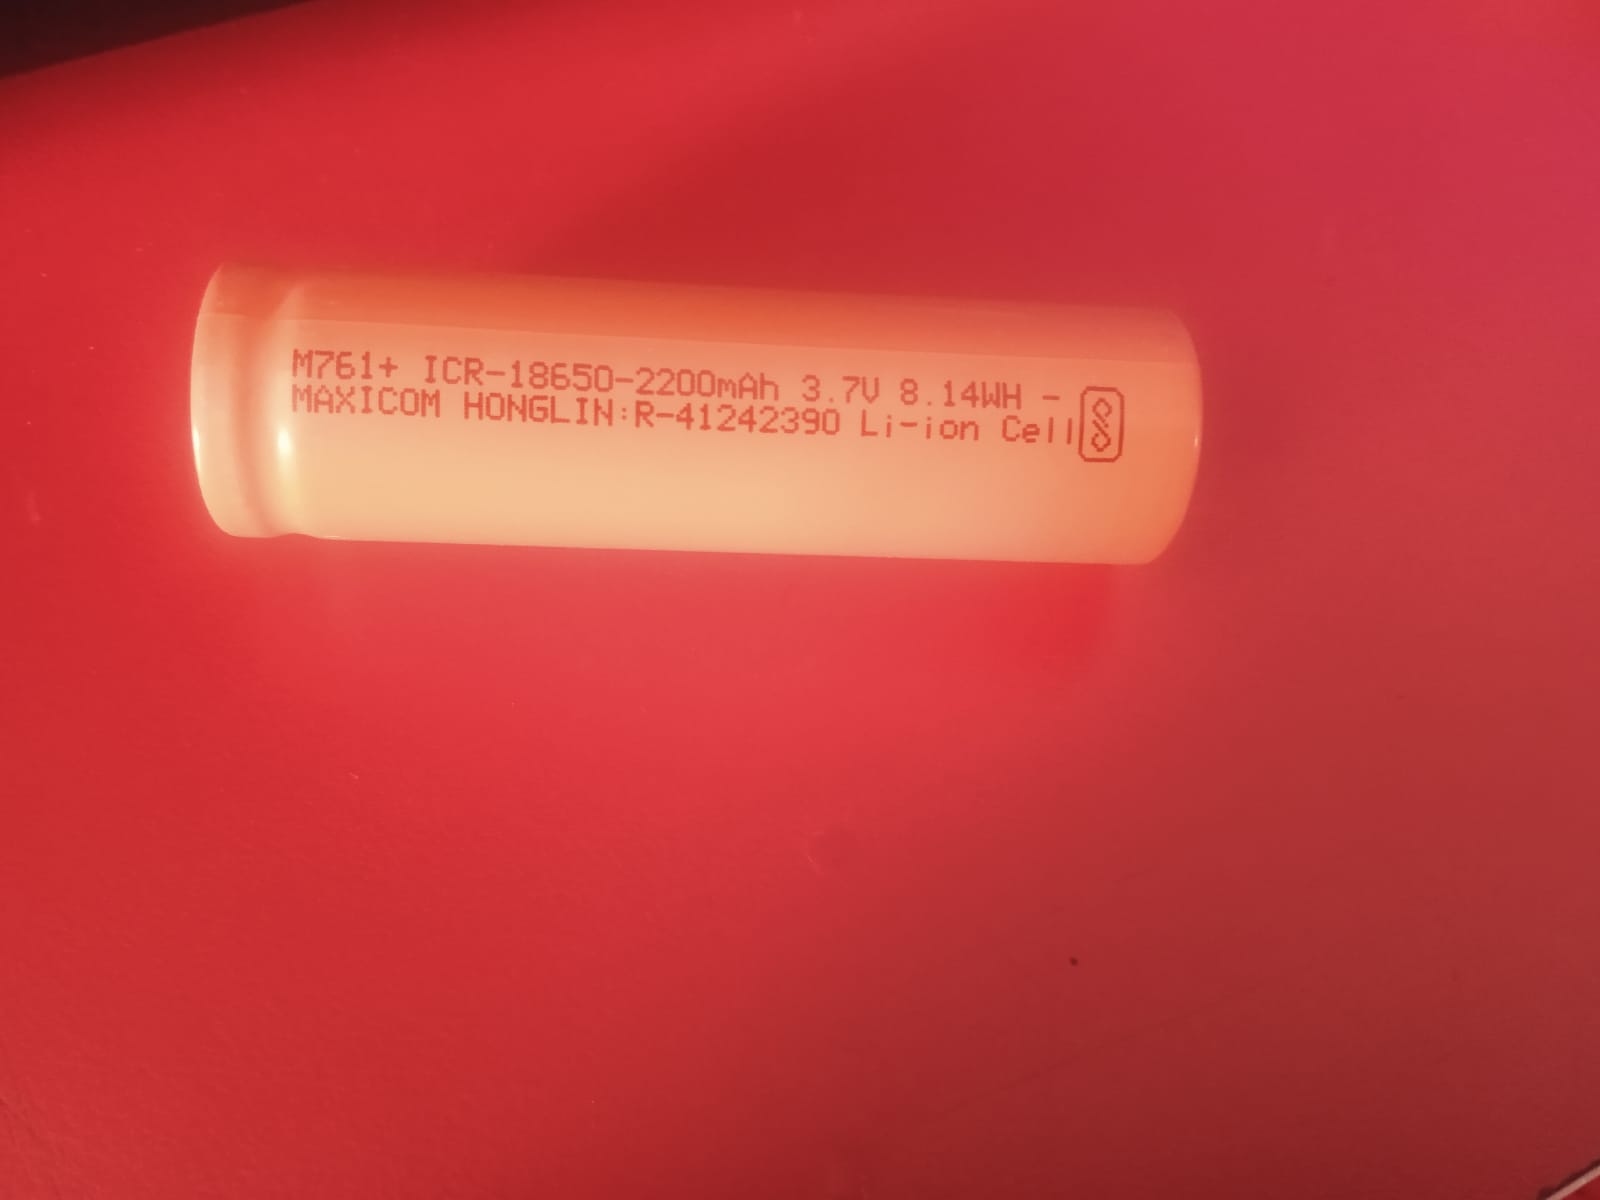 M761+ ICR-18650-2200mAh 3.7V 8.14WH -
MAXICOM HONGLIN:R-41242390 Li-ion Cell